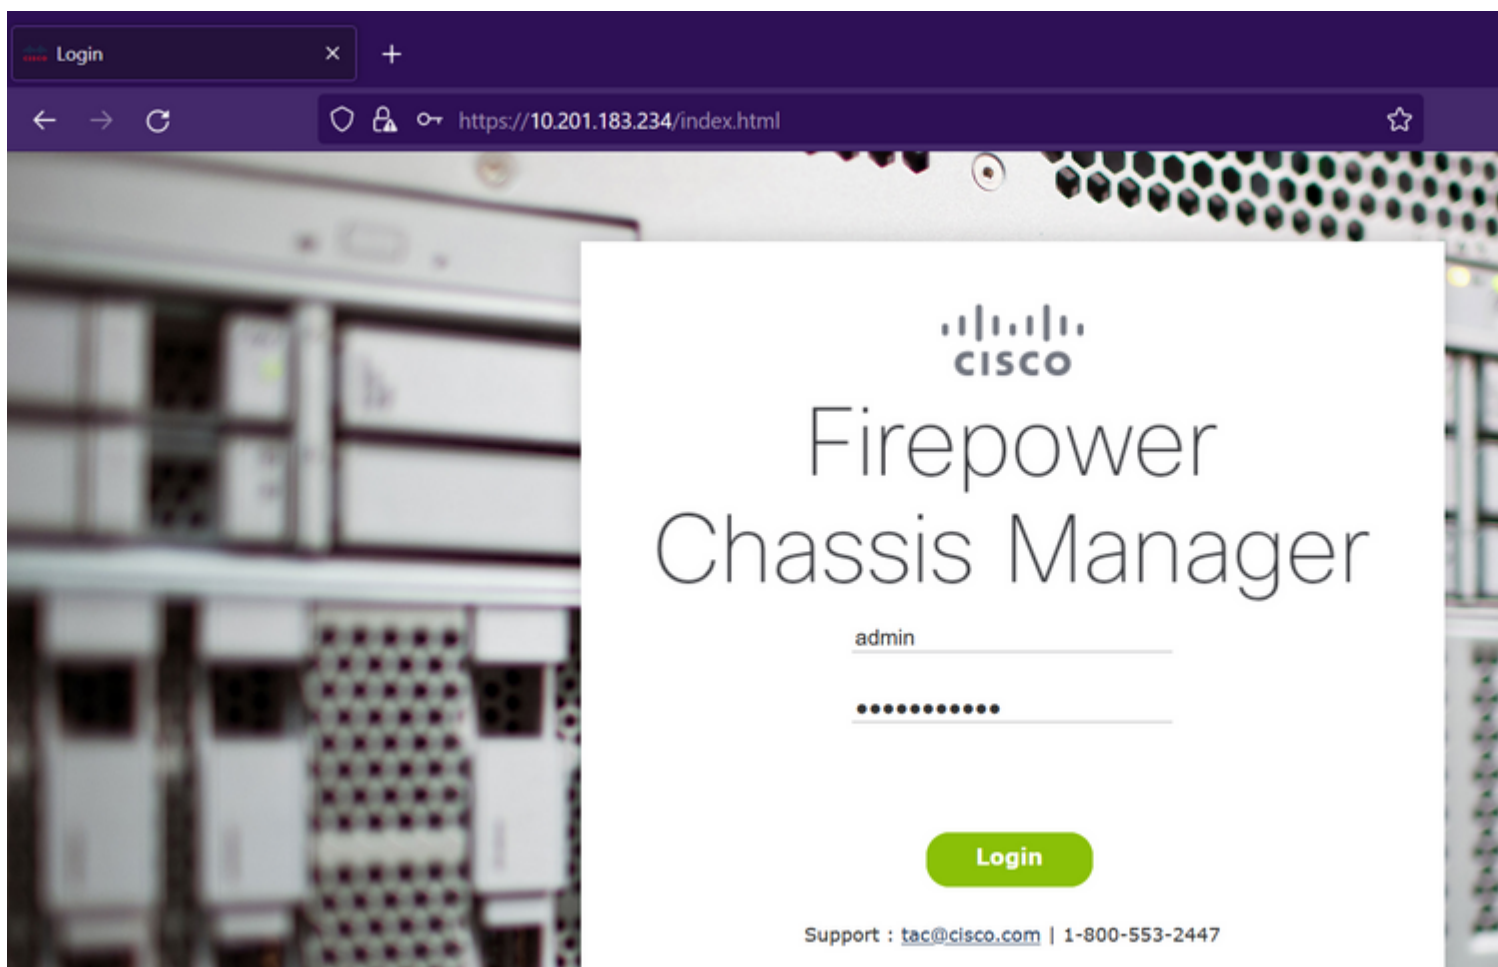 Login
https://10.201.183.234/index.html
CISCO
Firepower
Chassis Manager
admin
•••••••••••
Login
Support : tac@cisco.com | 1-800-553-2447